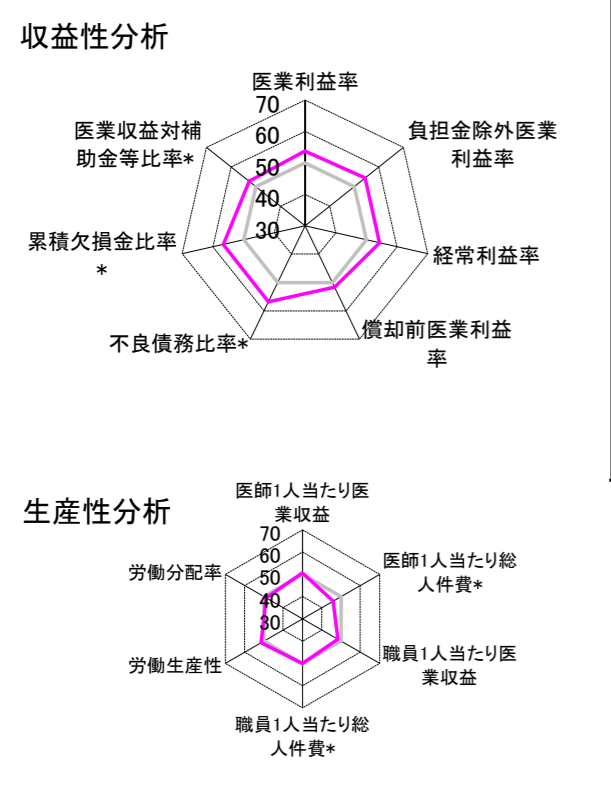 収益性分析
医業利益率
70
60
50
40
30
負担金除外医業
利益率
経常利益率
償却前医業利益
率
不良債務比率*
累積欠損金比率
*
医業収益対補
助金等比率*
生産性分析
医師1人当たり医
業収益
70
60
50
40
30
医師1人当たり総
人件費*
職員1人当たり医
業収益
職員1人当たり総
人件費*
労働生産性
労働分配率